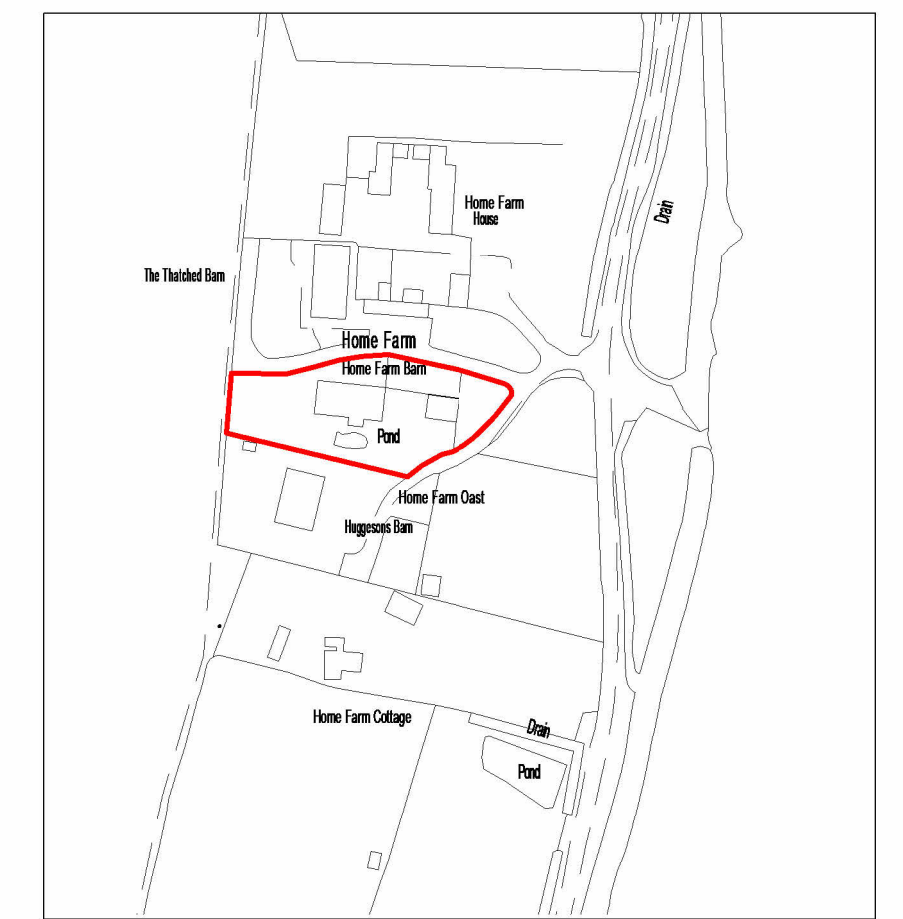 Home Farm
House
Drain
The Thatched Barn
Home Farm
Home Farm Barn
Pond
Home Farm Oast
Huggesons Barn
Home Farm Cottage
Drain
Pond